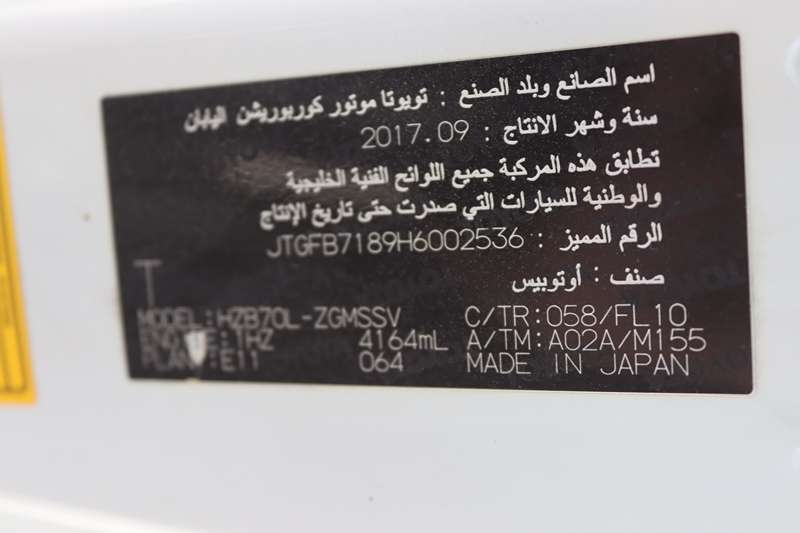 اسم الصانع وبلد الصنع : تويوتا موتور كوربوريشن اليابان
سنة وشهر الانتاج : 2017.09
تطابق هذه المركبة جميع اللوائح الفنية الخليجية
والوطنية للسيارات التي صدرت حتى تاريخ الإنتاج
الرقم المميز : JTGFB7189H6002536
صنف : أوتوبيس
T
MODEL:HZB70L-ZGMSSV C/TR:058/FL10
ENGINE:1HZ 4164mL A/TM:A02A/M155
PLANT:E11 064 MADE IN JAPAN